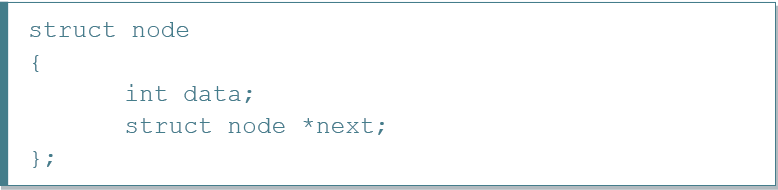 struct node
{
int data;
struct node *next;
};